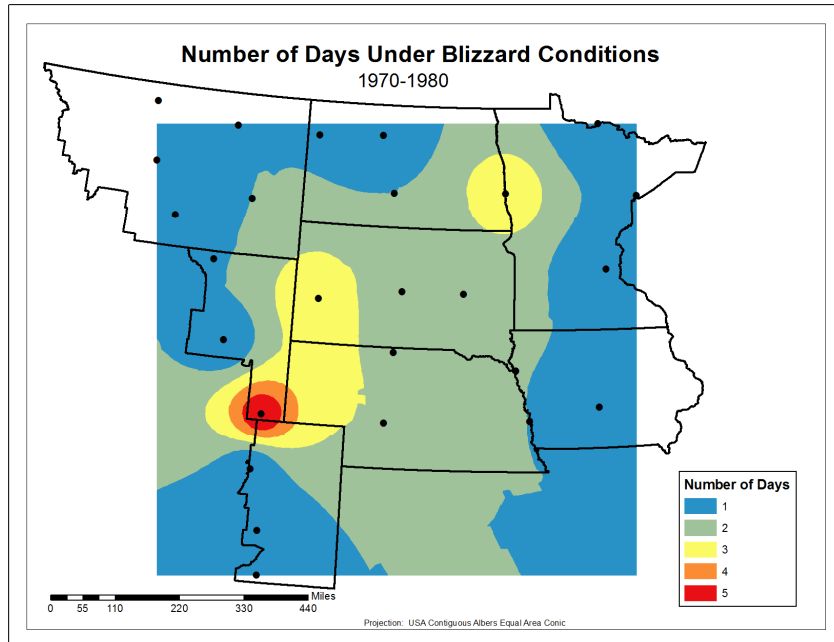 Number of Days Under Blizzard Conditions
1970-1980
Number of Days
1
2
3
4
5
Miles
0 55 110 220 330 440
Projection: USA Contiguous Albers Equal Area Conic